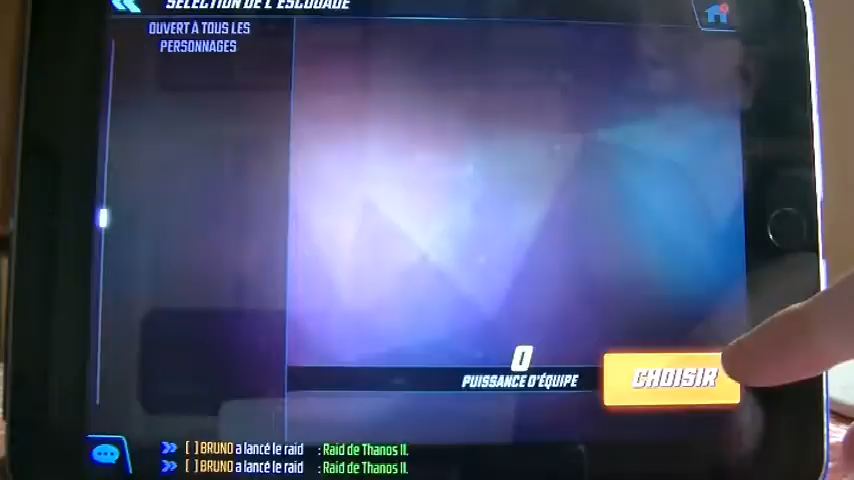 SÉLECTION DE L'ESCOUADE
OUVERT À TOUS LES
PERSONNAGES
0
PUISSANCE D'ÉQUIPE
CHOISIR
[ ] BRUNO a lancé le raid : Raid de Thanos II.
[ ] BRUNO a lancé le raid : Raid de Thanos II.